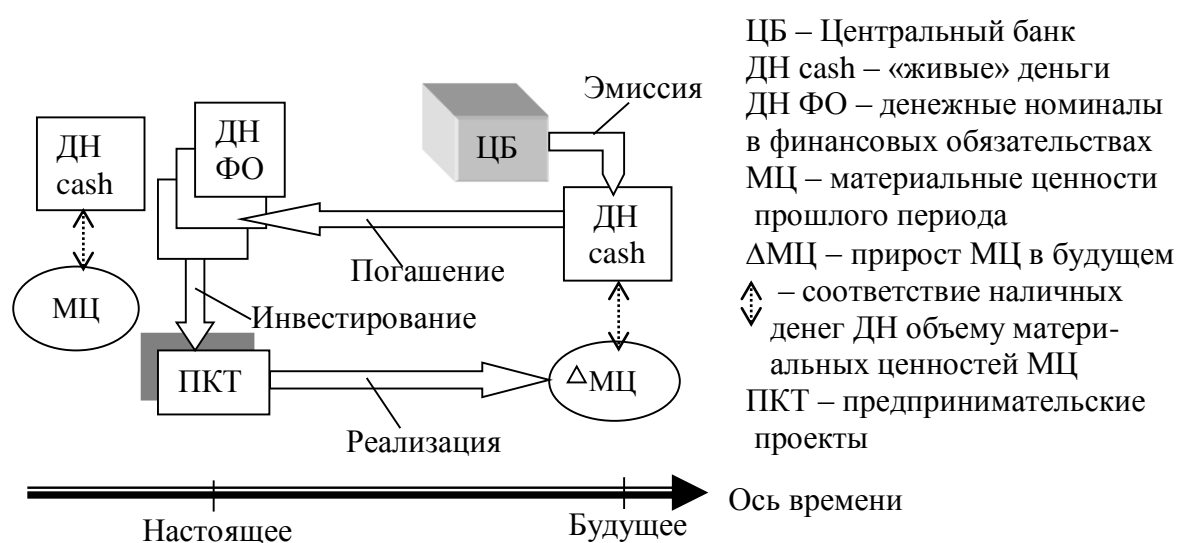 ДН
cash
МЦ
ДН
ФО
ЦБ
Эмиссия
ДН
cash
Погашение
Инвестирование
ПКТ
Δ МЦ
Реализация
Настоящее
Будущее
Ось времени
ЦБ – Центральный банк
ДН cash – «живые» деньги
ДН ФО – денежные номиналы
в финансовых обязательствах
МЦ – материальные ценности
прошлого периода
ΔМЦ – прирост МЦ в будущем
– соответствие наличных
денег ДН объему матери-
альных ценностей МЦ
ПКТ – предпринимательские
проекты